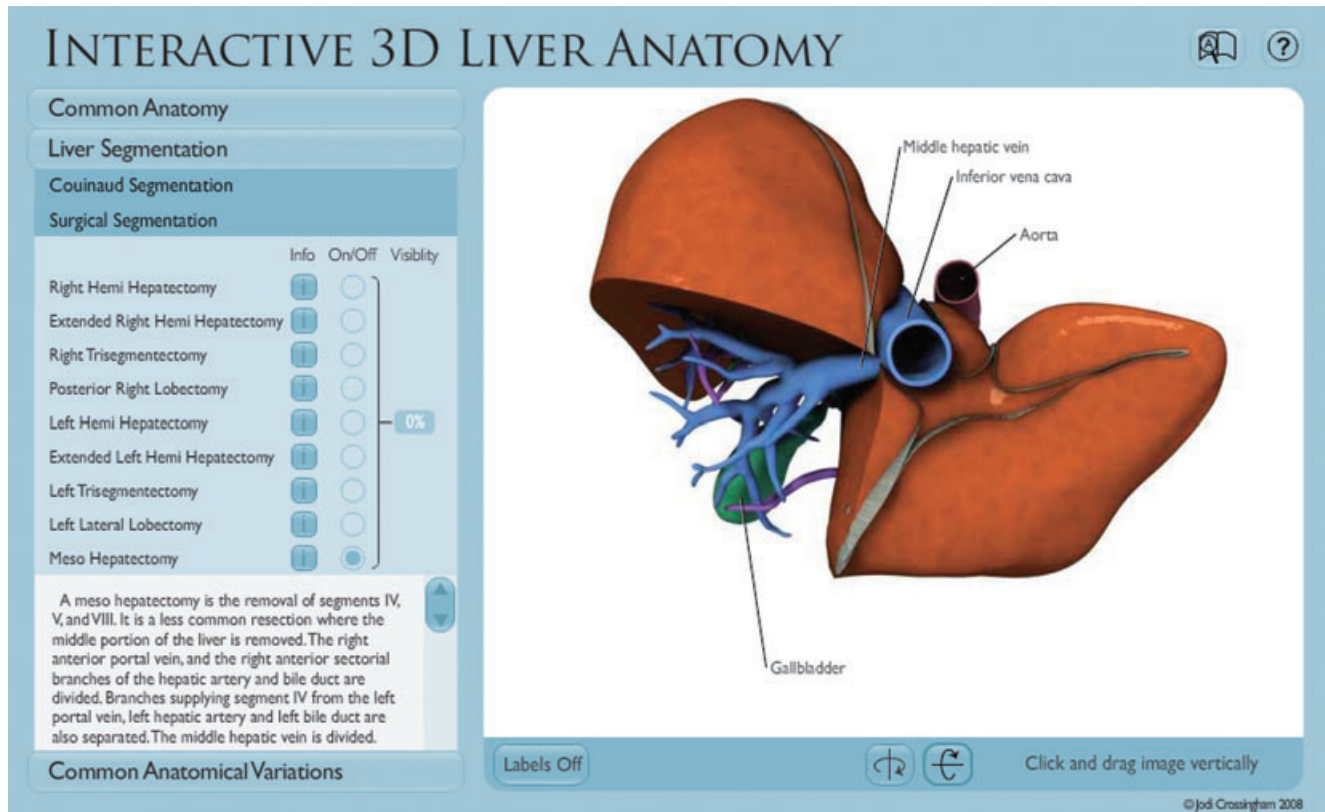 INTERACTIVE 3D LIVER ANATOMY
Common Anatomy
Liver Segmentation
Couinaud Segmentation
Surgical Segmentation
Info On/Off Visiblity
Right Hemi Hepatectomy
Extended Right Hemi Hepatectomy
Right Trisegmentectomy
Posterior Right Lobectomy
Left Hemi Hepatectomy
0%
Extended Left Hemi Hepatectomy
Left Trisegmentectomy
Left Lateral Lobectomy
Meso Hepatectomy
A meso hepatectomy is the removal of segments IV,
V, and VIII. It is a less common resection where the
middle portion of the liver is removed. The right
anterior portal vein, and the right anterior sectorial
branches of the hepatic artery and bile duct are
divided. Branches supplying segment IV from the left
portal vein, left hepatic artery and left bile duct are
also separated. The middle hepatic vein is divided.
Common Anatomical Variations
A
?
Middle hepatic vein
Inferior vena cava
Aorta
Gallbladder
Labels Off
Click and drag image vertically
© Jodi Crossingham 2008